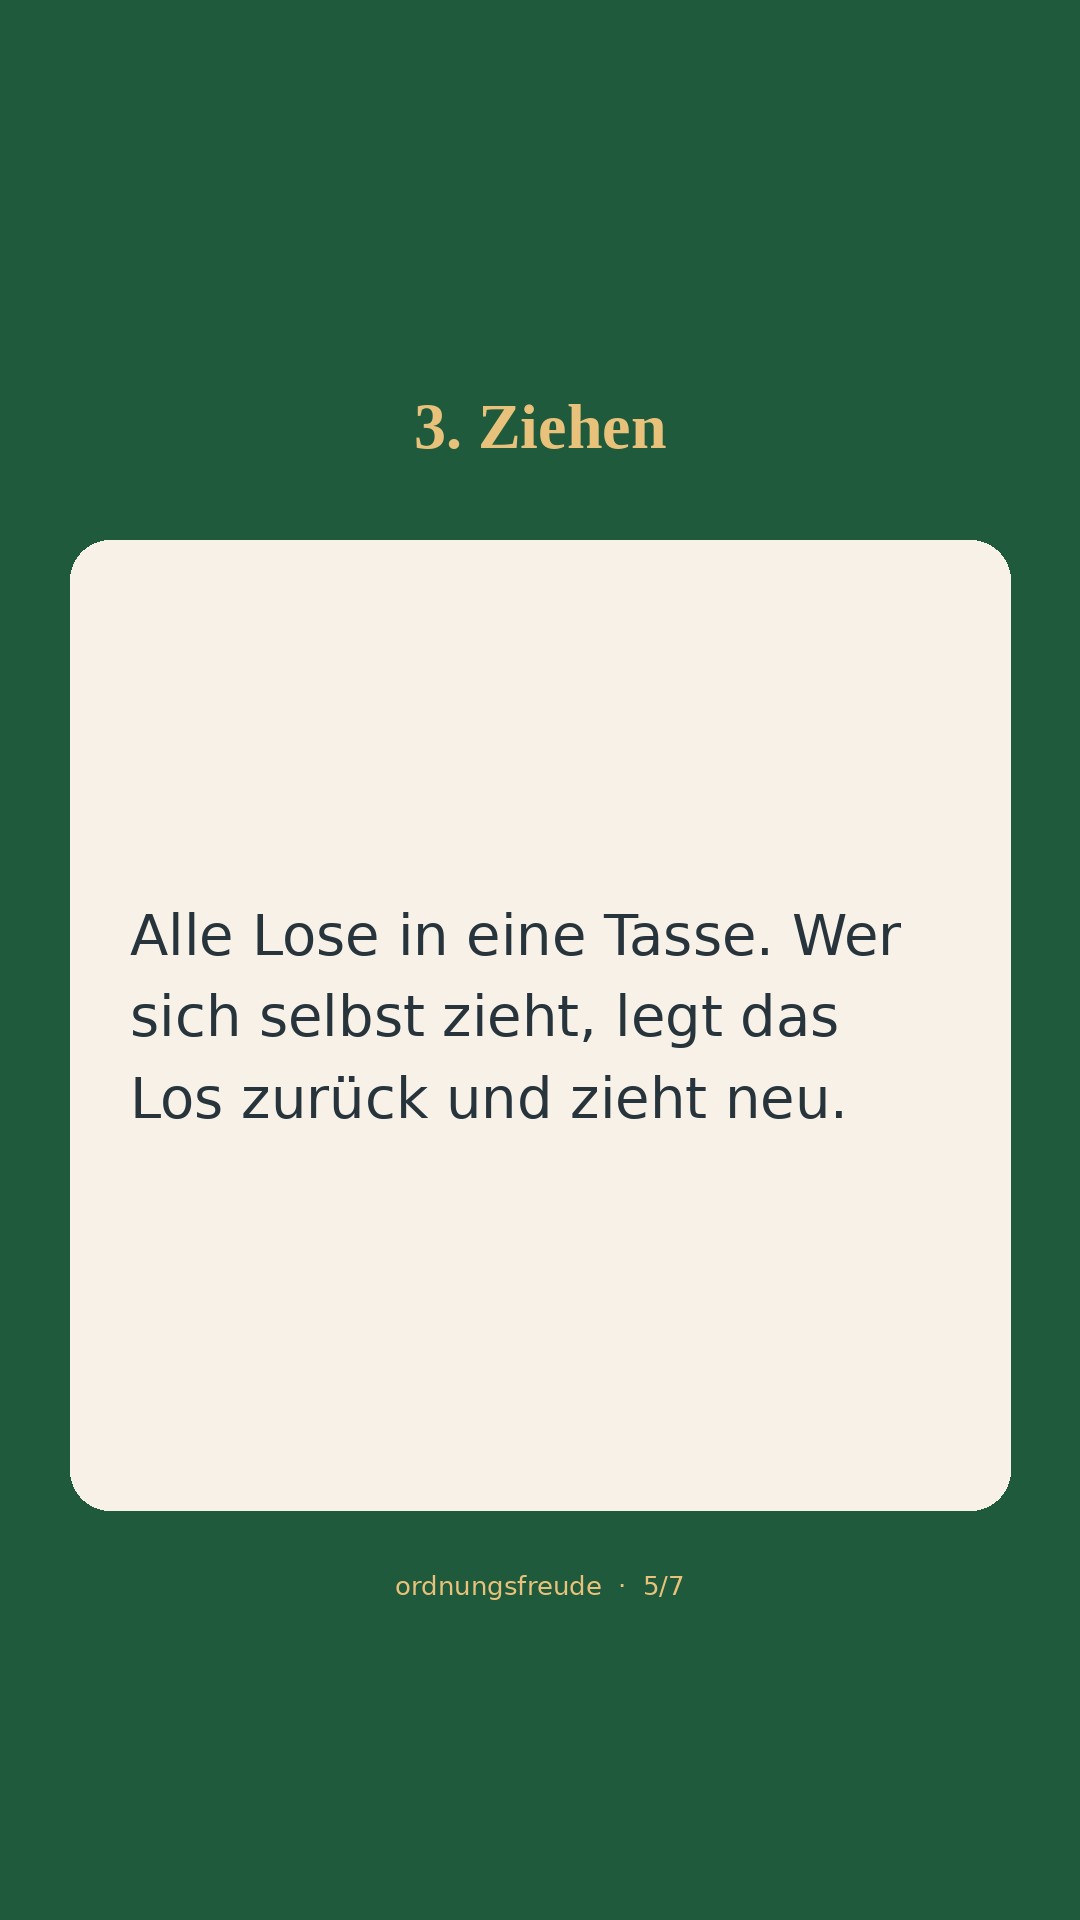 3. Ziehen
Alle Lose in eine Tasse. Wer
sich selbst zieht, legt das
Los zurück und zieht neu.
ordnungsfreude · 5/7